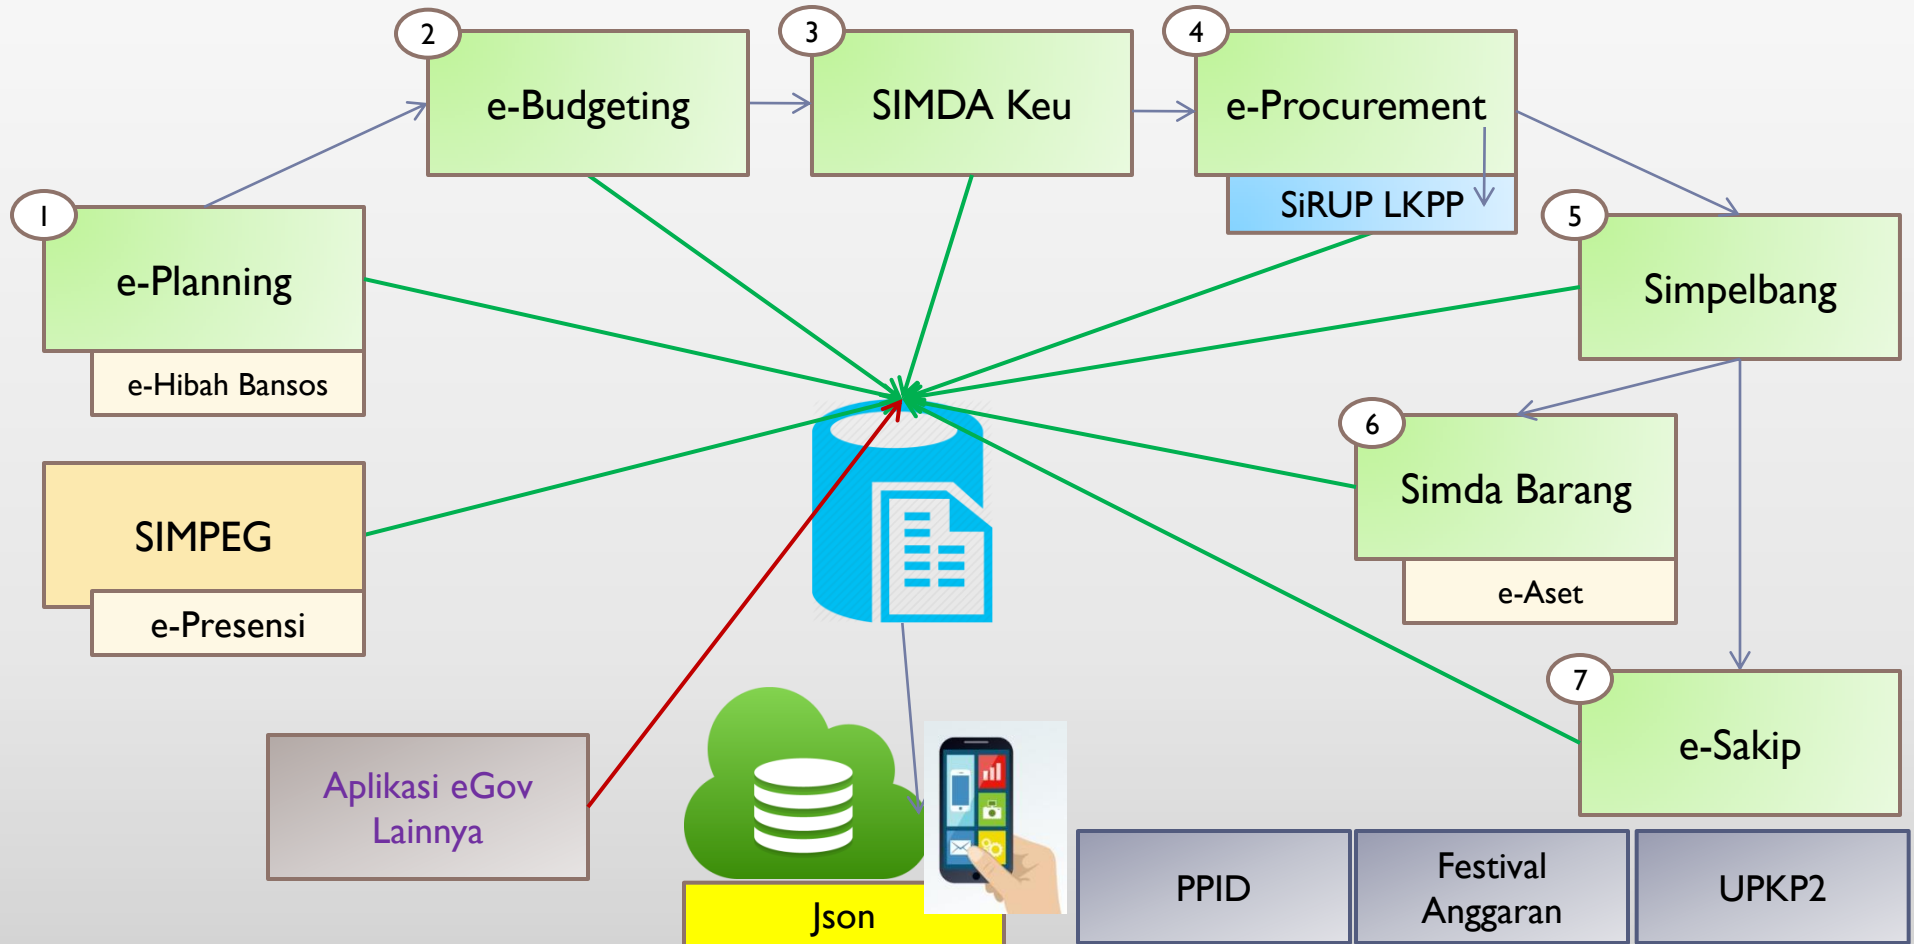 2
3
4
e-Budgeting
SIMDA Keu
e-Procurement
SiRUP LKPP
1
e-Planning
e-Hibah Bansos
5
Simpelbang
6
Simda Barang
e-Aset
SIMPEG
e-Presensi
7
e-Sakip
Aplikasi eGov
Lainnya
Json
PPID
Festival
Anggaran
UPKP2